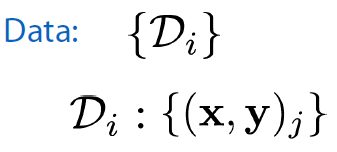 Data: {𝒟ᵢ}
𝒟ᵢ : {(𝐱, 𝐲)ⱼ}